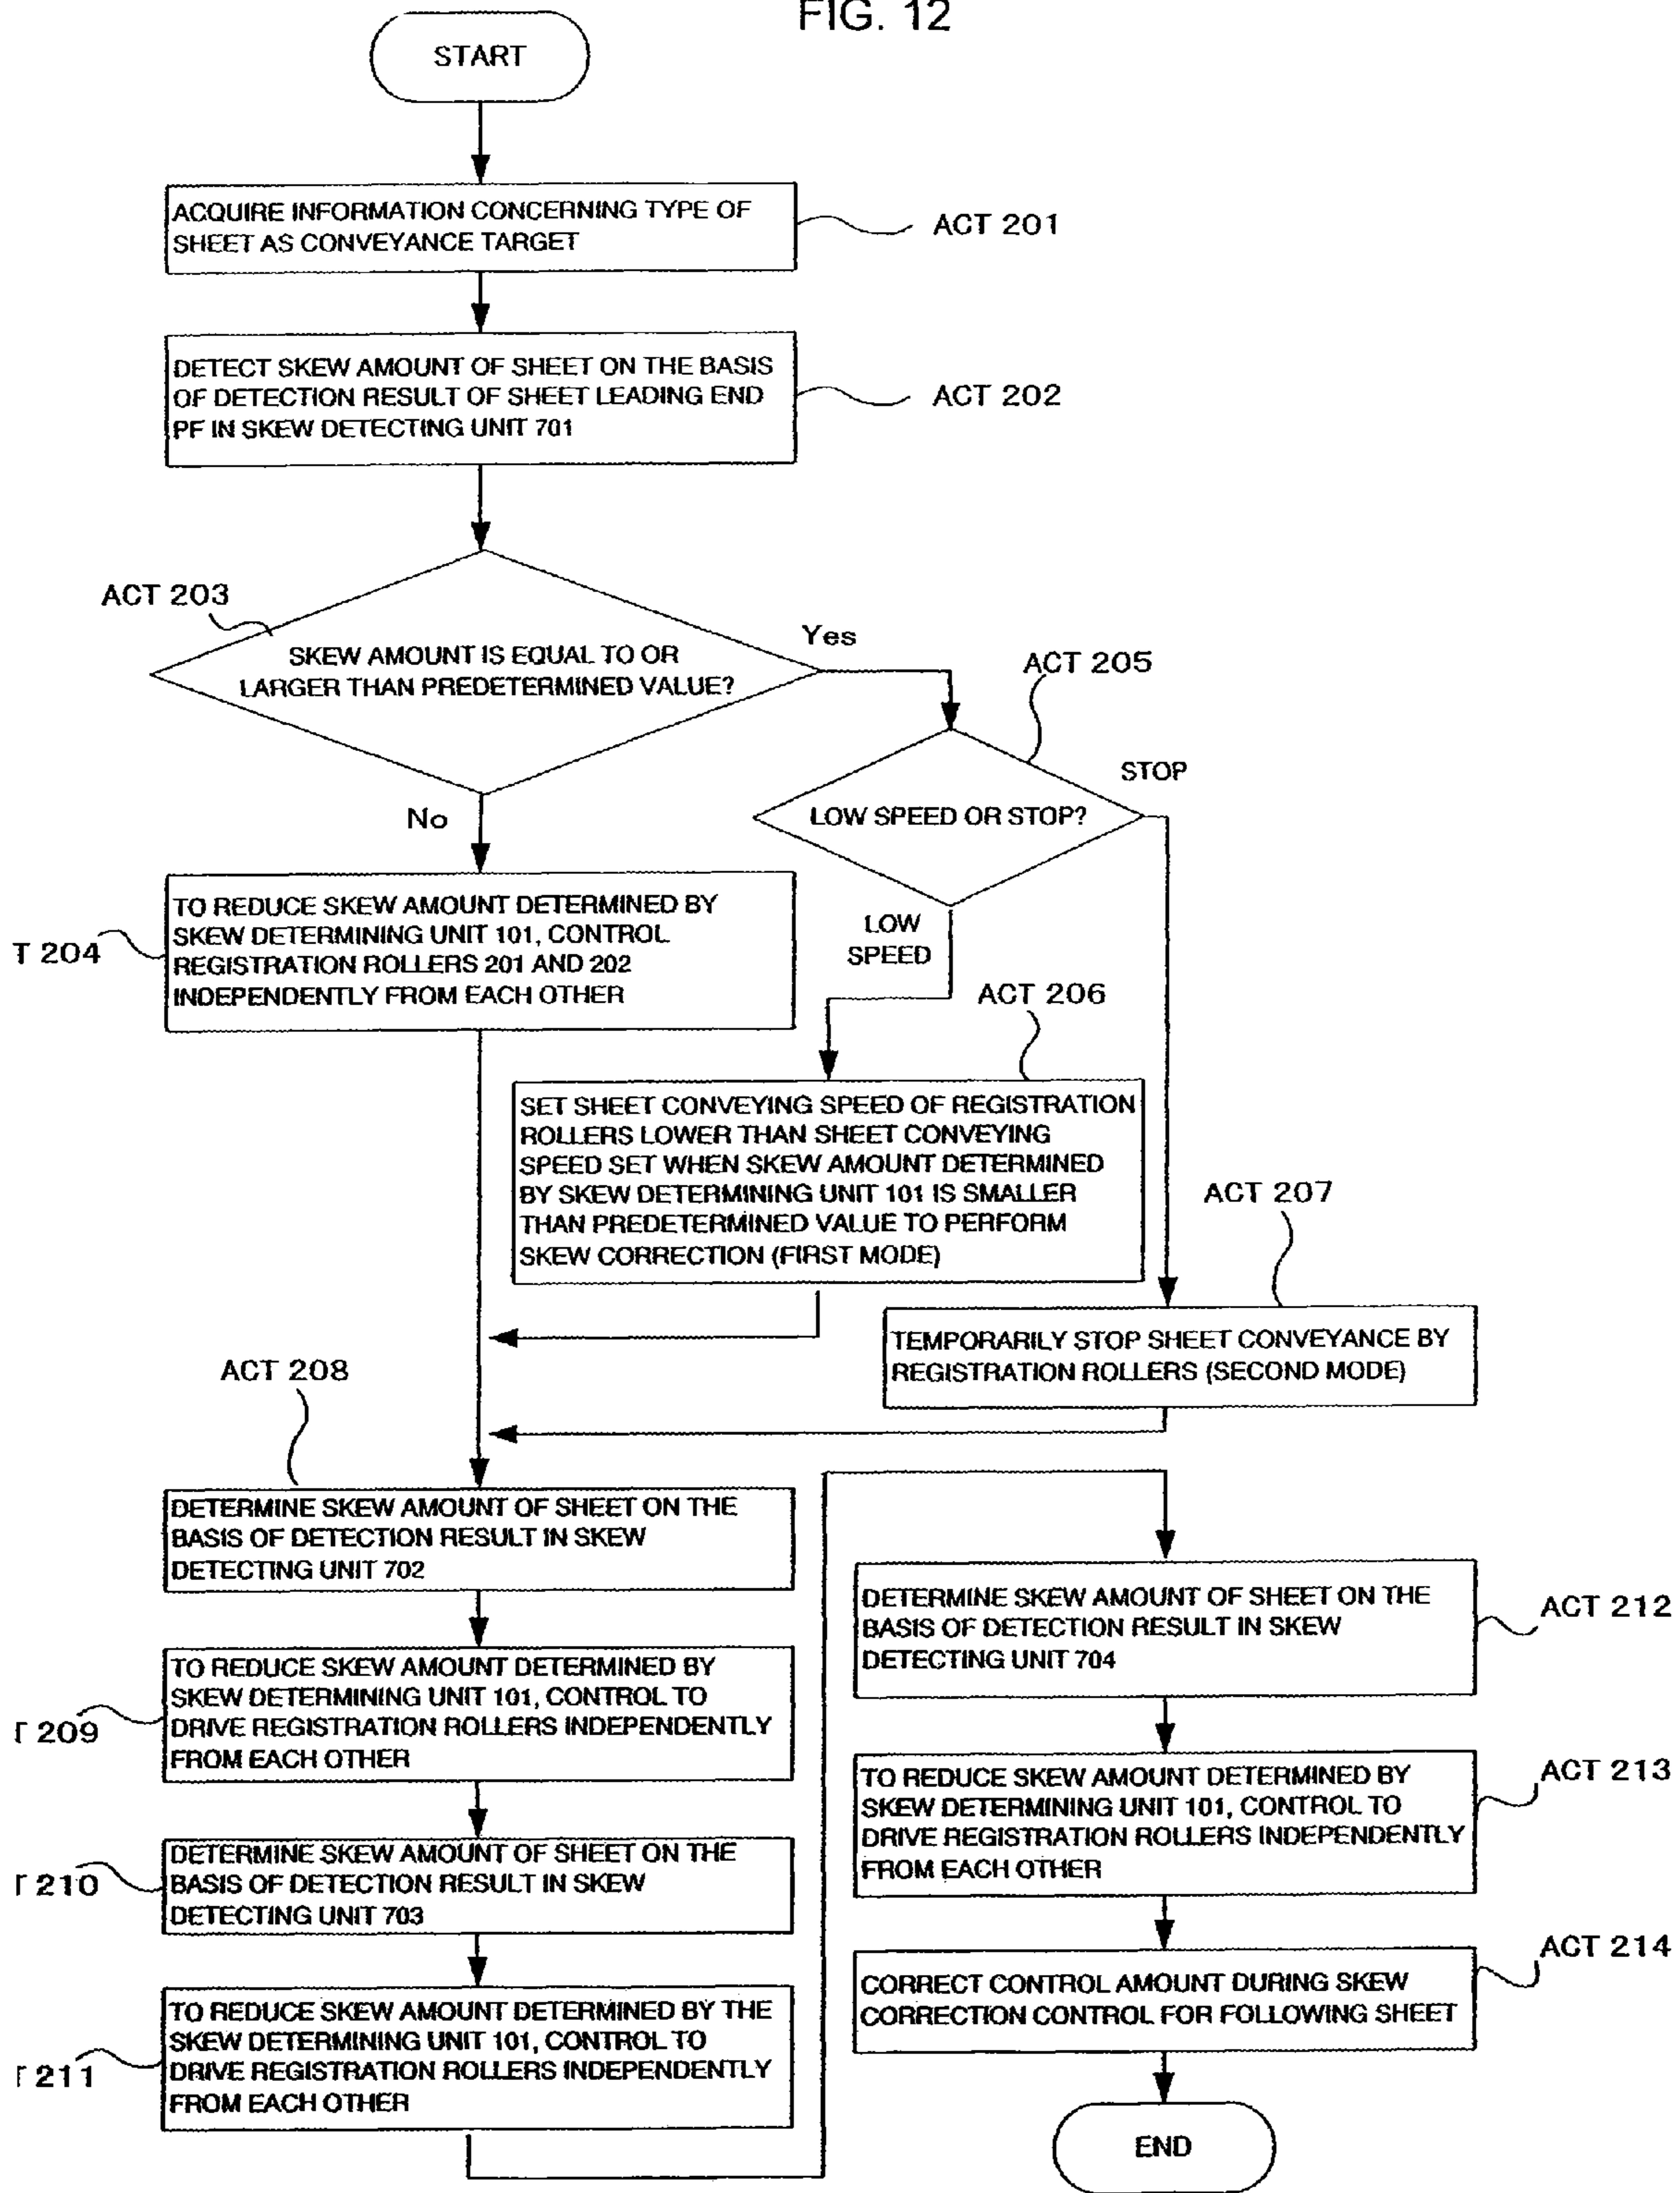 FIG. 12
START
ACQUIRE INFORMATION CONCERNING TYPE OF
SHEET AS CONVEYANCE TARGET
ACT 201
DETECT SKEW AMOUNT OF SHEET ON THE BASIS
OF DETECTION RESULT OF SHEET LEADING END
PF IN SKEW DETECTING UNIT 701
ACT 202
ACT 203
SKEW AMOUNT IS EQUAL TO OR
LARGER THAN PREDETERMINED VALUE?
Yes
No
ACT 205
LOW SPEED OR STOP?
STOP
LOW
SPEED
T 204
TO REDUCE SKEW AMOUNT DETERMINED BY
SKEW DETERMINING UNIT 101, CONTROL
REGISTRATION ROLLERS 201 AND 202
INDEPENDENTLY FROM EACH OTHER
ACT 206
SET SHEET CONVEYING SPEED OF REGISTRATION
ROLLERS LOWER THAN SHEET CONVEYING
SPEED SET WHEN SKEW AMOUNT DETERMINED
BY SKEW DETERMINING UNIT 101 IS SMALLER
THAN PREDETERMINED VALUE TO PERFORM
SKEW CORRECTION (FIRST MODE)
ACT 207
TEMPORARILY STOP SHEET CONVEYANCE BY
REGISTRATION ROLLERS (SECOND MODE)
ACT 208
DETERMINE SKEW AMOUNT OF SHEET ON THE
BASIS OF DETECTION RESULT IN SKEW
DETECTING UNIT 702
T 209
TO REDUCE SKEW AMOUNT DETERMINED BY
SKEW DETERMINING UNIT 101, CONTROL TO
DRIVE REGISTRATION ROLLERS INDEPENDENTLY
FROM EACH OTHER
T 210
DETERMINE SKEW AMOUNT OF SHEET ON THE
BASIS OF DETECTION RESULT IN SKEW
DETECTING UNIT 703
T 211
TO REDUCE SKEW AMOUNT DETERMINED BY THE
SKEW DETERMINING UNIT 101, CONTROL TO
DRIVE REGISTRATION ROLLERS INDEPENDENTLY
FROM EACH OTHER
DETERMINE SKEW AMOUNT OF SHEET ON THE
BASIS OF DETECTION RESULT IN SKEW
DETECTING UNIT 704
ACT 212
TO REDUCE SKEW AMOUNT DETERMINED BY
SKEW DETERMINING UNIT 101, CONTROL TO
DRIVE REGISTRATION ROLLERS INDEPENDENTLY
FROM EACH OTHER
ACT 213
CORRECT CONTROL AMOUNT DURING SKEW
CORRECTION CONTROL FOR FOLLOWING SHEET
ACT 214
END